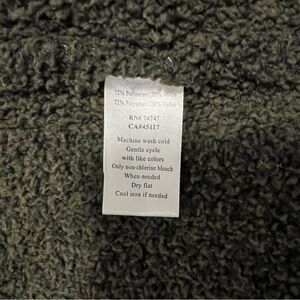 72% Polyester / 28% Nylon
72% Polyester / 28% Nylon
RN# 74747
CA#45117
Machine wash cold
Gentle cycle
with like colors
Only non-chlorine bleach
When needed
Dry flat
Cool iron if needed